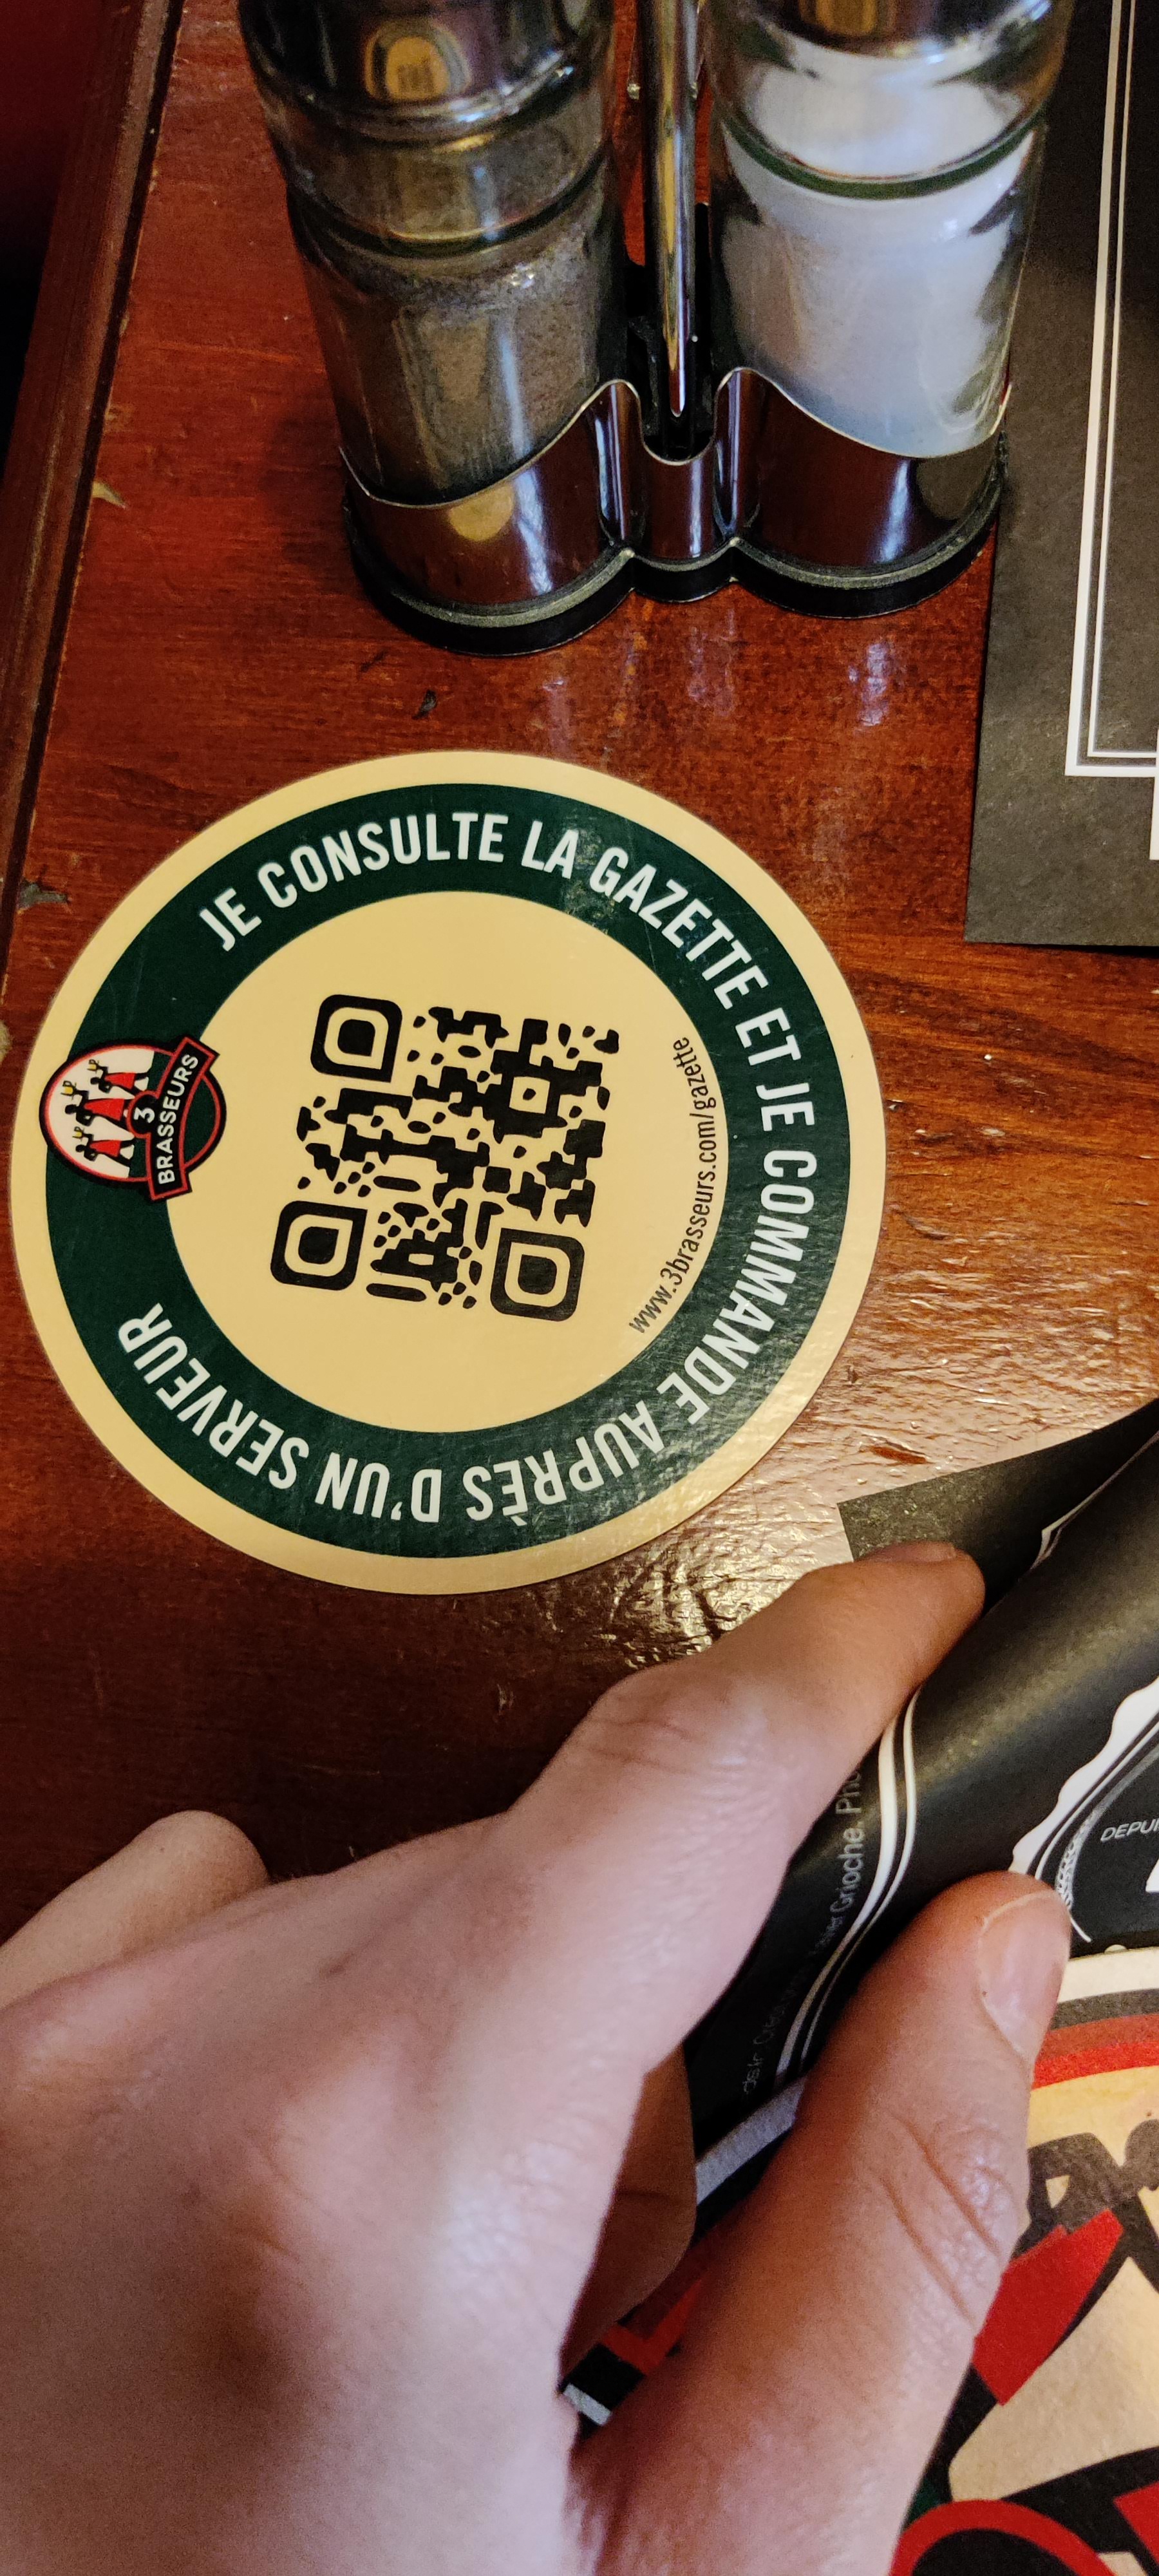 JE CONSULTE LA GAZETTE ET JE COMMANDE AUPRÈS D'UN SERVEUR
www.3brasseurs.com/gazette
3
BRASSEURS
Grioche. Pho
DEPUI